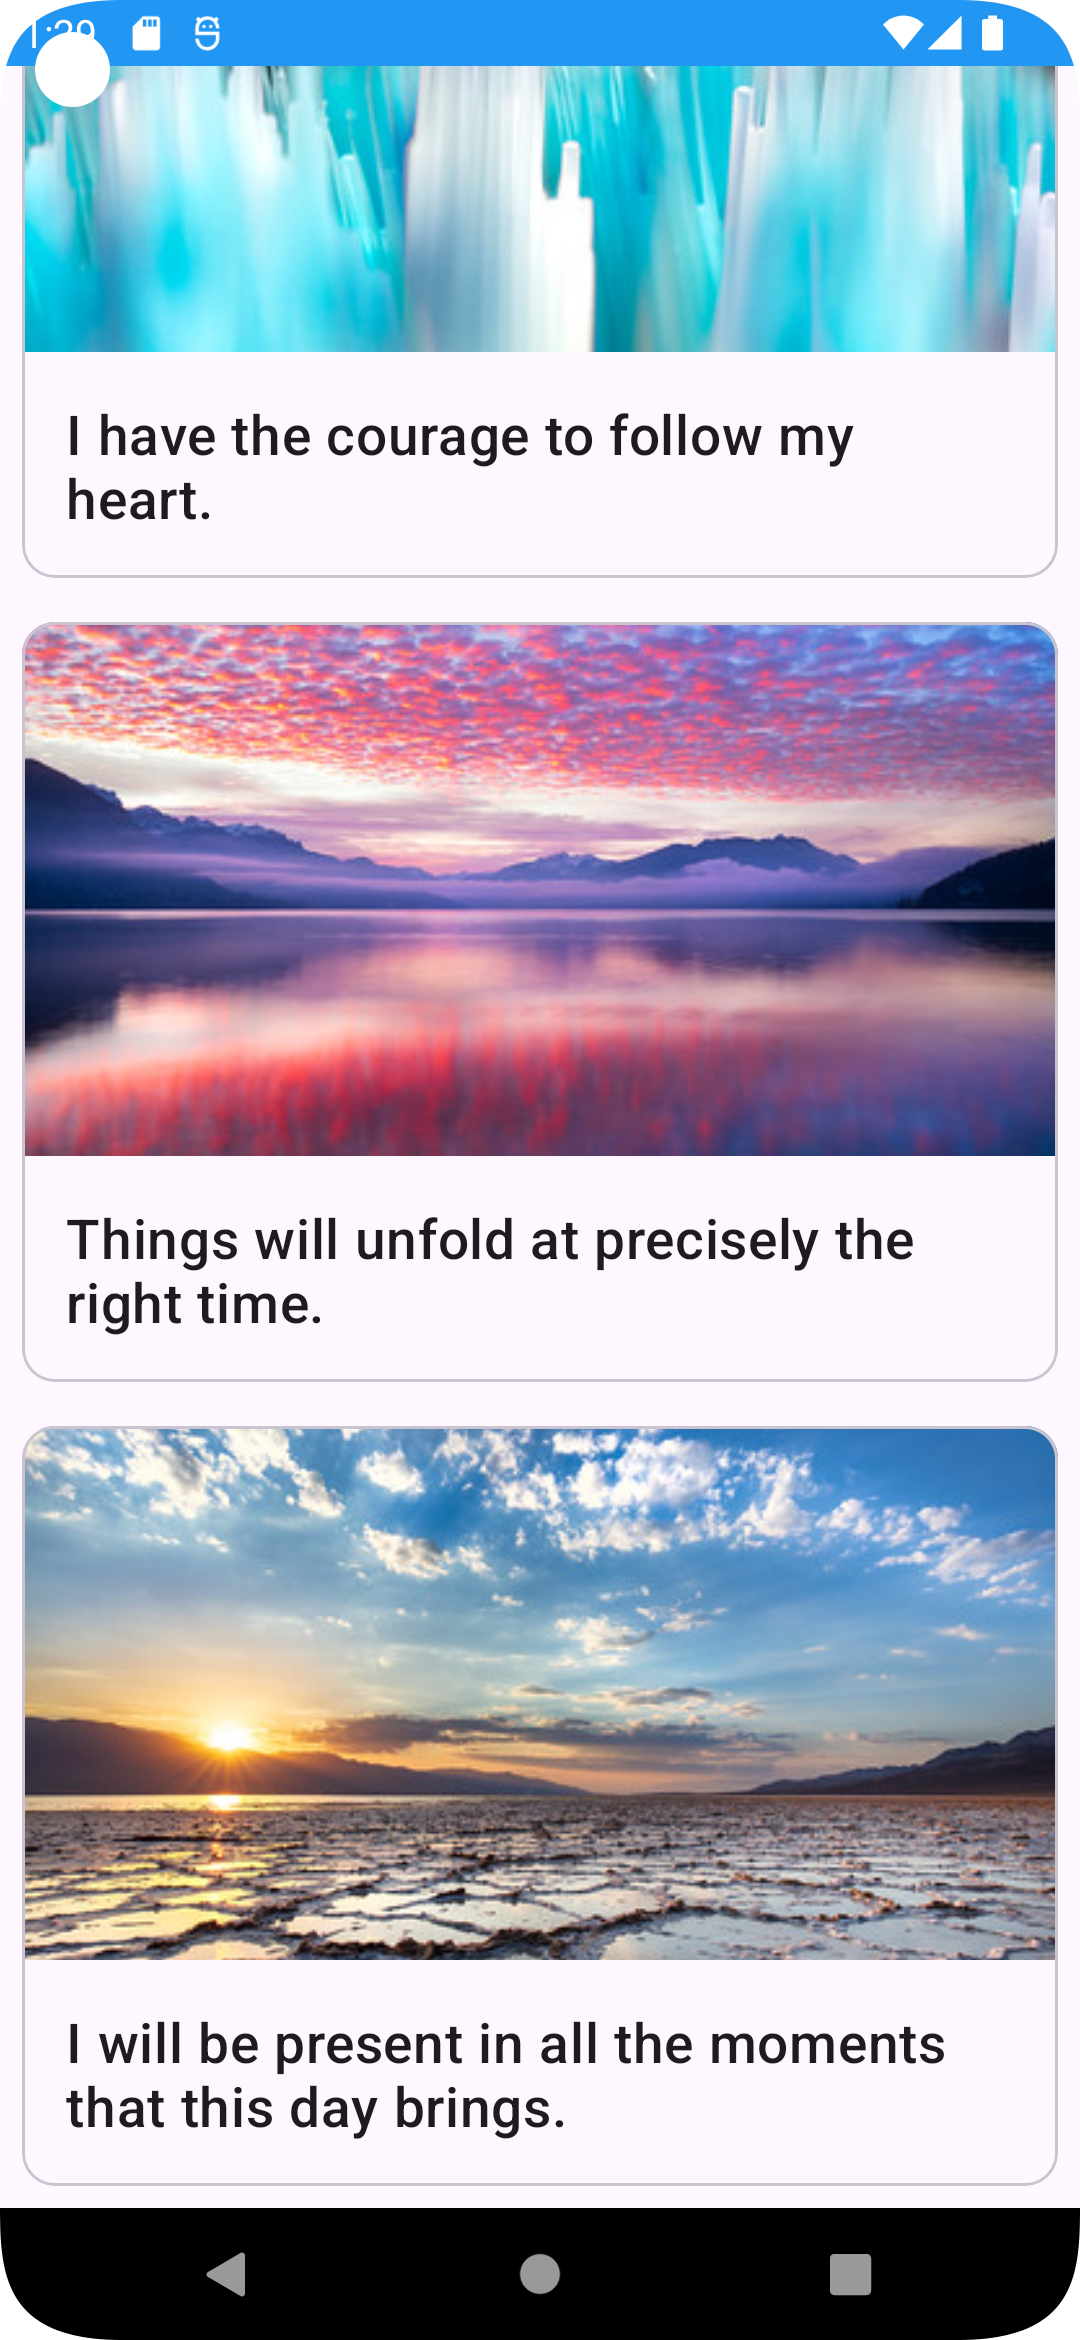 I have the courage to follow my
heart.
Things will unfold at precisely the
right time.
I will be present in all the moments
that this day brings.